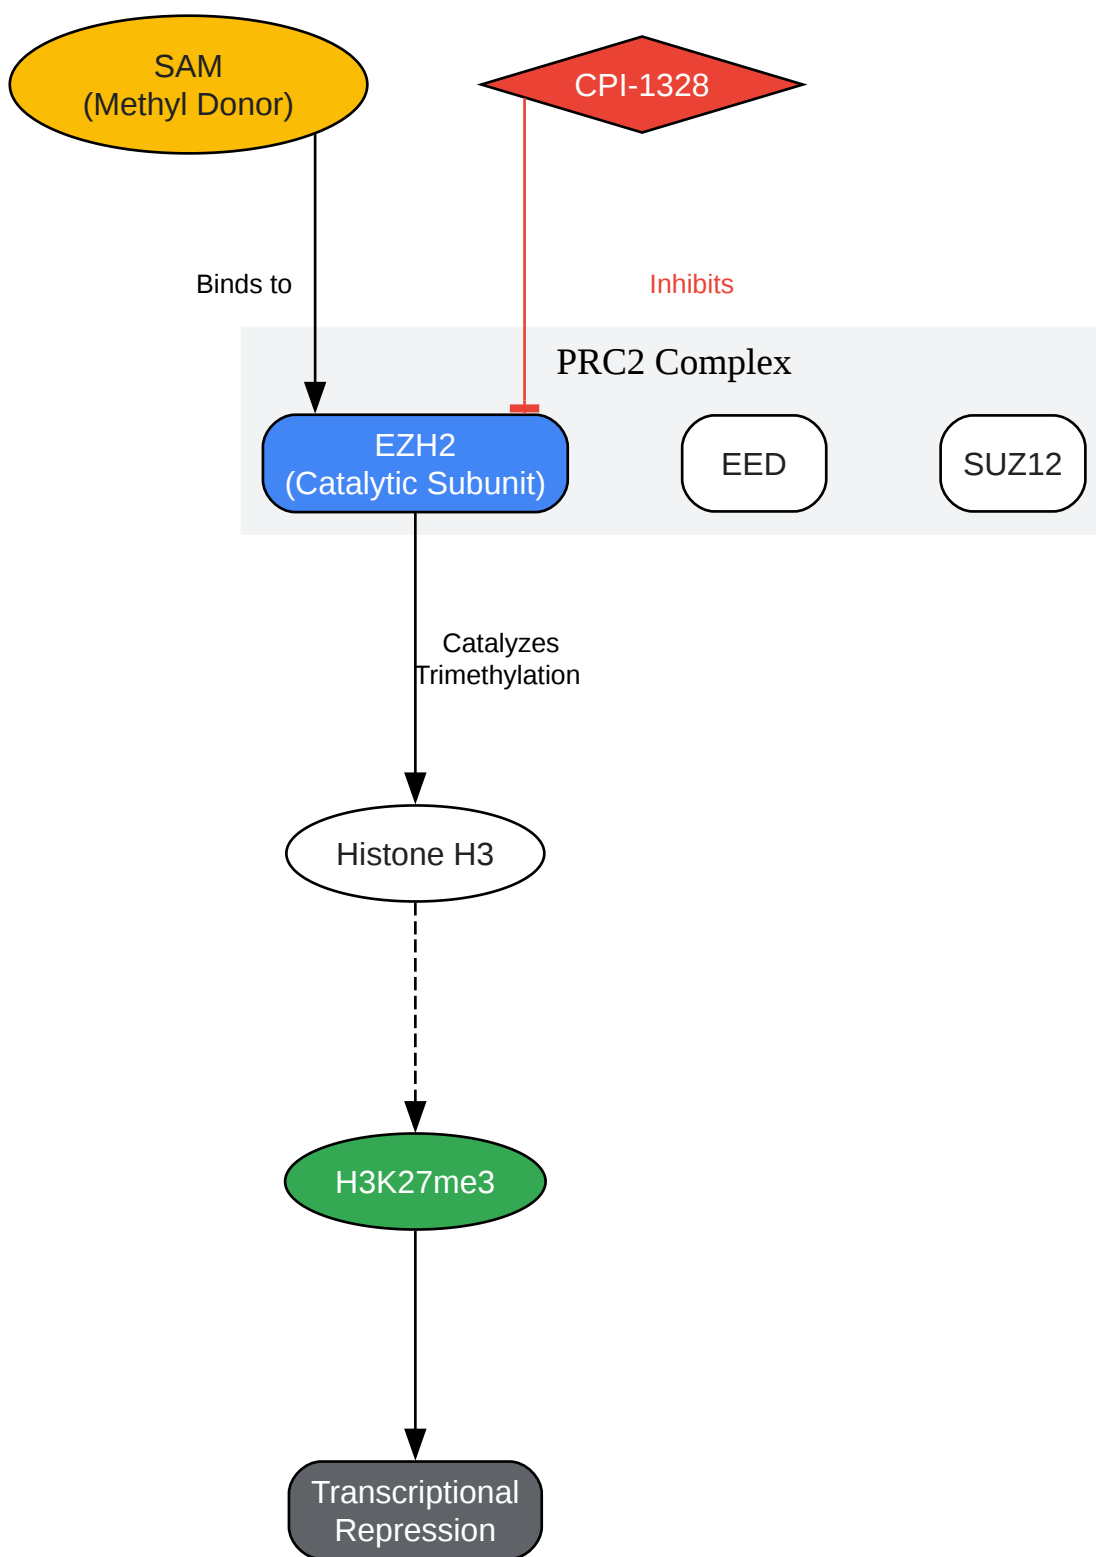 SAM
(Methyl Donor)
CPI-1328
Binds to
Inhibits
PRC2 Complex
EZH2
(Catalytic Subunit)
EED
SUZ12
Catalyzes
Trimethylation
Histone H3
H3K27me3
Transcriptional
Repression